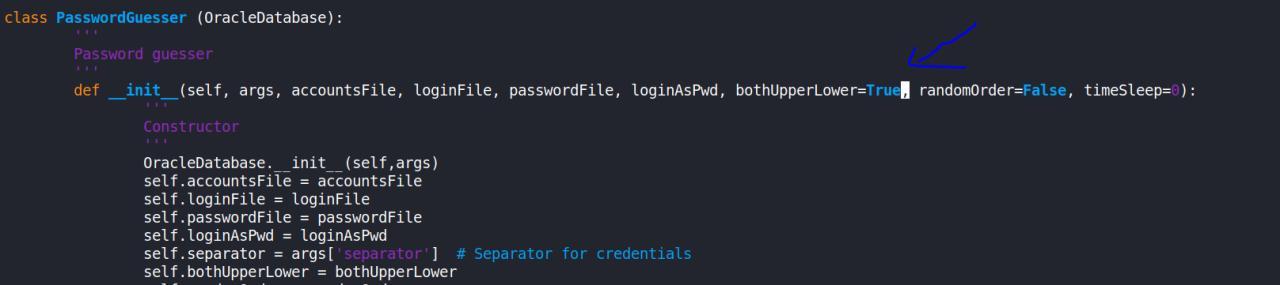 class PasswordGuesser (OracleDatabase):
'''
Password guesser
'''
def __init__(self, args, accountsFile, loginFile, passwordFile, loginAsPwd, bothUpperLower=True, randomOrder=False, timeSleep=0):
'''
Constructor
'''
OracleDatabase.__init__(self,args)
self.accountsFile = accountsFile
self.loginFile = loginFile
self.passwordFile = passwordFile
self.loginAsPwd = loginAsPwd
self.separator = args['separator']  # Separator for credentials
self.bothUpperLower = bothUpperLower